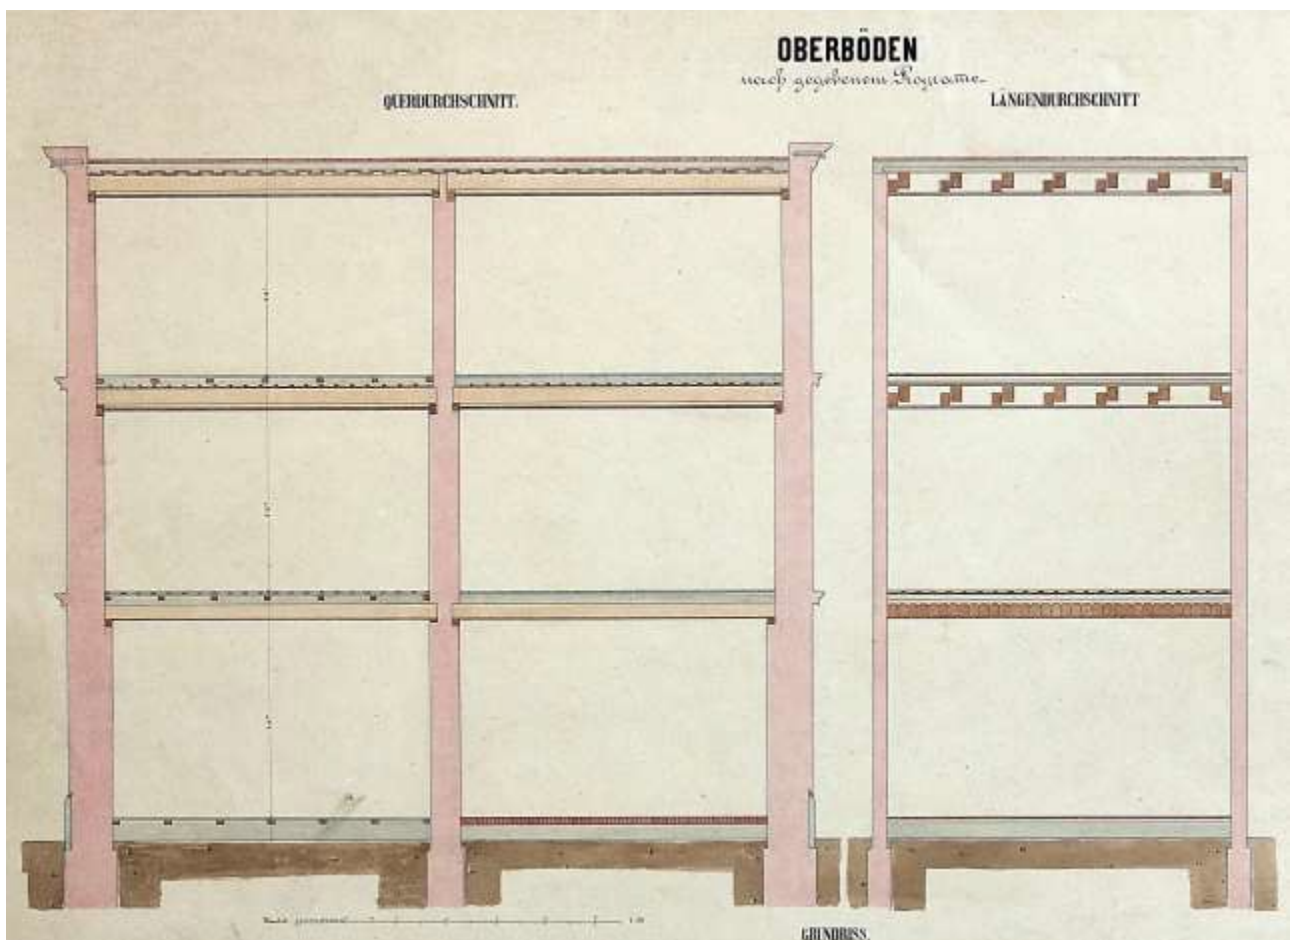 OBERBÖDEN
nach gegebenem Programme
QUERDURCHSCHNITT.
LÄNGENDURCHSCHNITT
GRUNDRISS.